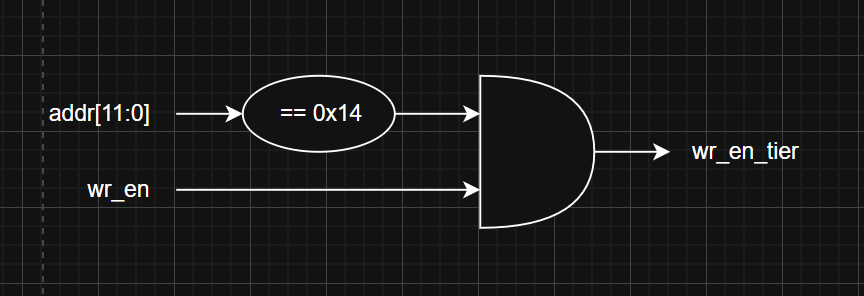 addr[11:0]
== 0x14
wr_en
wr_en_tier